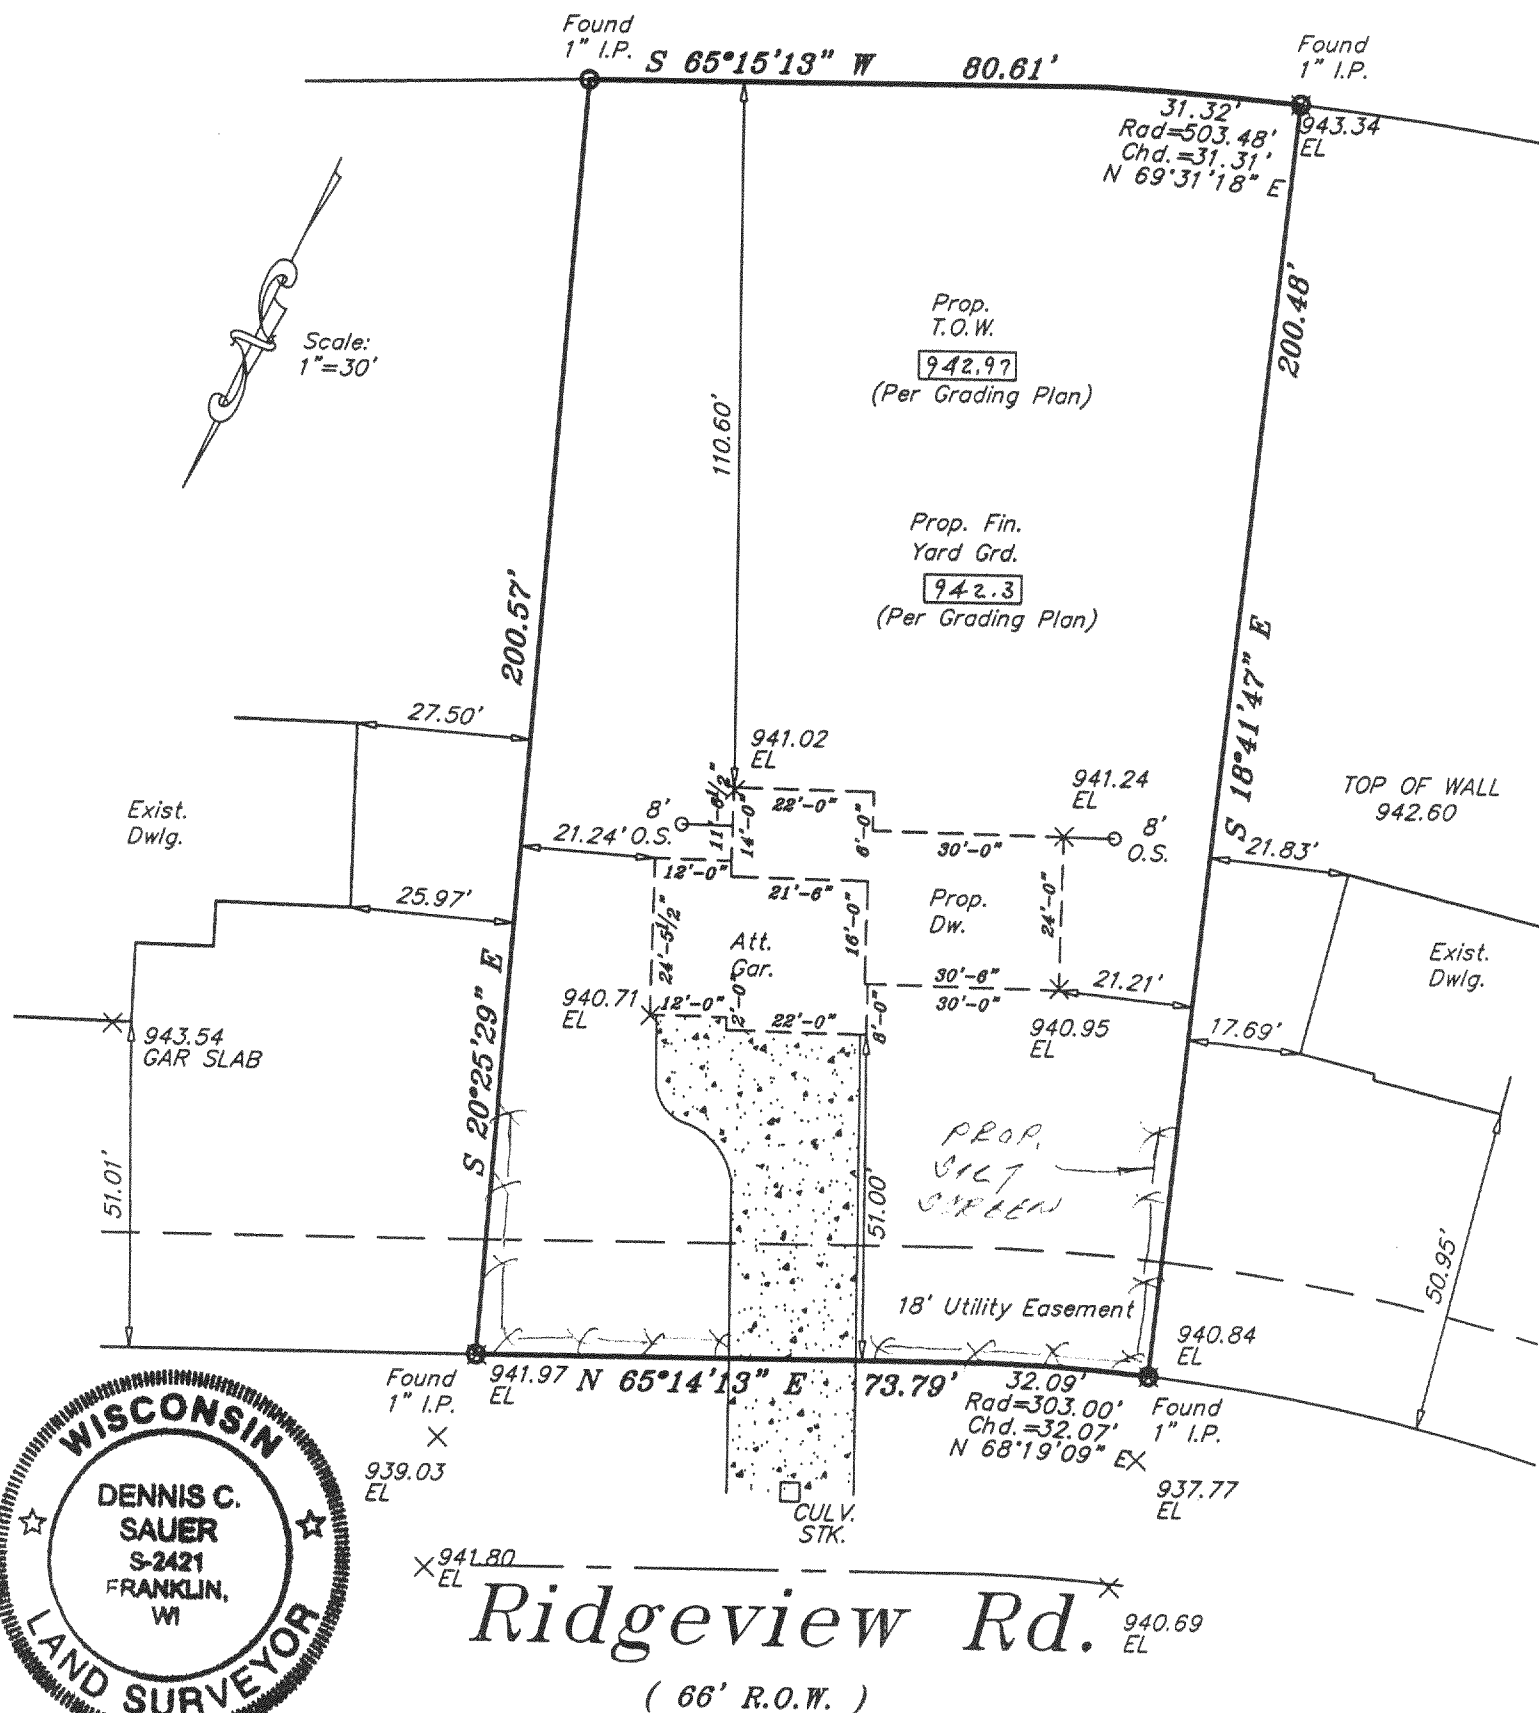 Found
1" I.P.
S 65°15'13" W 80.61'
Found
1" I.P.
31.32'
Rad=503.48'
Chd.=31.31'
N 69°31'18" E
943.34
EL
Scale:
1"=30'
Prop.
T.O.W.
942.97
(Per Grading Plan)
200.48'
110.60'
Prop. Fin.
Yard Grd.
942.3
(Per Grading Plan)
200.57'
S 18°41'47" E
27.50'
941.02
EL
941.24
EL
TOP OF WALL
942.60
Exist.
Dwlg.
8'
O.S.
11'-6½"
14'-0"
22'-0"
6'-0"
30'-0"
8'
O.S.
21.24'
12'-0"
21'-6"
21.83'
25.97'
24'-5½"
Att.
Gar.
16'-0"
Prop.
Dw.
24'-0"
Exist.
Dwlg.
S 20°25'29" E
940.71
EL
12'-0"
2'-0"
22'-0"
8'-0"
30'-6"
30'-0"
21.21'
940.95
EL
17.69'
943.54
GAR SLAB
51.01'
51.00'
PROP.
SILT
SCREEN
50.95'
18' Utility Easement
940.84
EL
Found
1" I.P.
941.97
EL
N 65°14'13" E 73.79'
32.09'
Rad=303.00'
Chd.=32.07'
N 68°19'09" E
Found
1" I.P.
939.03
EL
937.77
EL
CULV.
STK.
941.80
EL
Ridgeview Rd.
940.69
EL
( 66' R.O.W. )
WISCONSIN
DENNIS C.
SAUER
S-2421
FRANKLIN,
WI
LAND SURVEYOR